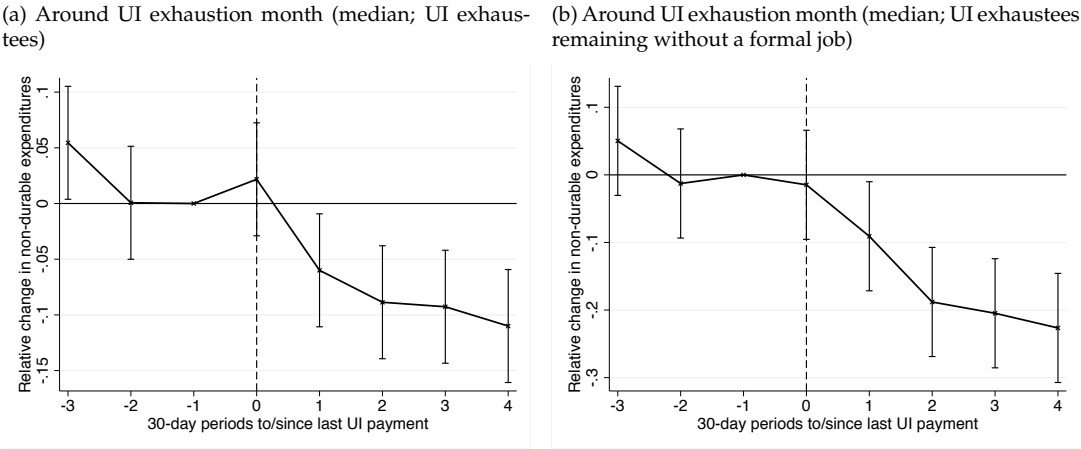 (a) Around UI exhaustion month (median; UI exhaus-
tees)
(b) Around UI exhaustion month (median; UI exhaustees
remaining without a formal job)
Relative change in non-durable expenditures
.1
.05
0
-.05
-.1
-.15
-3 -2 -1 0 1 2 3 4
30-day periods to/since last UI payment
Relative change in non-durable expenditures
.1
0
-.1
-.2
-.3
-3 -2 -1 0 1 2 3 4
30-day periods to/since last UI payment